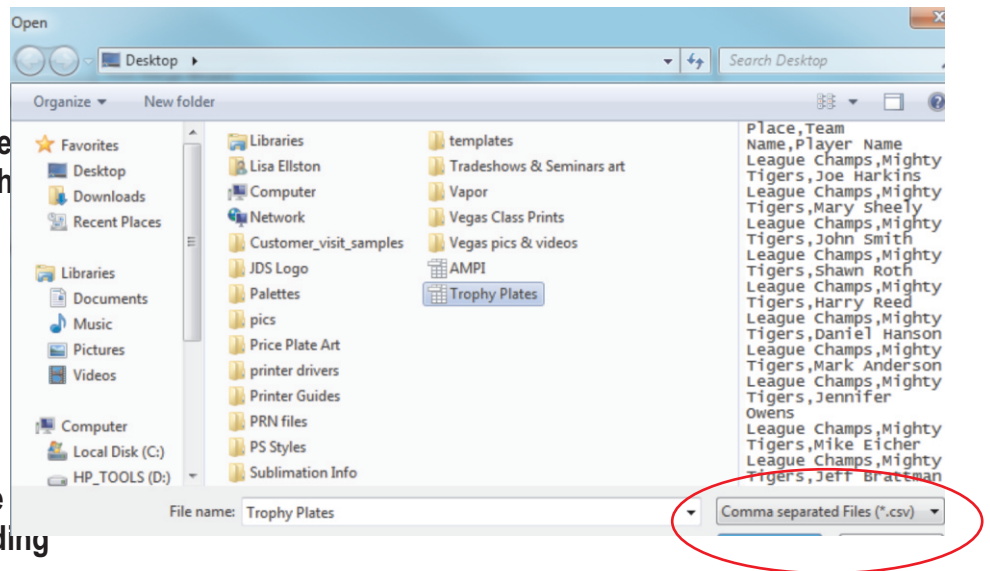 Open
Desktop
Search Desktop
Organize
New folder
Favorites
Desktop
Downloads
Recent Places
Libraries
Documents
Music
Pictures
Videos
Computer
Local Disk (C:)
HP_TOOLS (D:)
Libraries
Lisa Ellston
Computer
Network
Customer_visit_samples
JDS Logo
Palettes
pics
Price Plate Art
printer drivers
Printer Guides
PRN files
PS Styles
Sublimation Info
templates
Tradeshows & Seminars art
Vapor
Vegas Class Prints
Vegas pics & videos
AMPI
Trophy Plates
Place,Team
Name,Player Name
League Champs,Mighty
Tigers,Joe Harkins
League Champs,Mighty
Tigers,Mary Sheely
League Champs,Mighty
Tigers,John Smith
League Champs,Mighty
Tigers,Shawn Roth
League Champs,Mighty
Tigers,Harry Reed
League Champs,Mighty
Tigers,Daniel Hanson
League Champs,Mighty
Tigers,Mark Anderson
League Champs,Mighty
Tigers,Jennifer
Owens
League Champs,Mighty
Tigers,Mike Eicher
League Champs,Mighty
Tigers,Jeff Brattman
File name: Trophy Plates
Comma separated Files (*.csv)